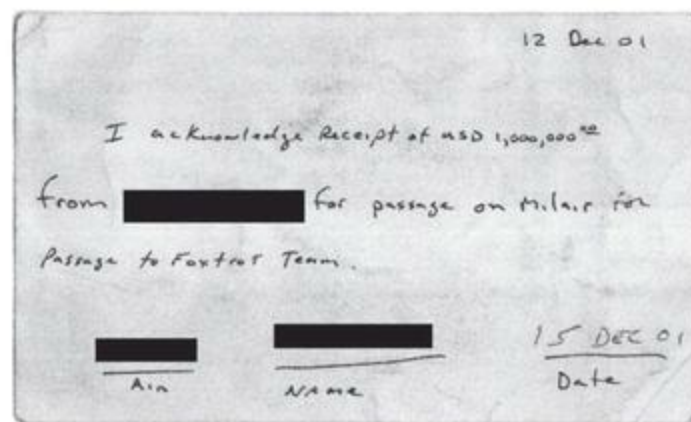 12 Dec 01
I acknowledge Receipt of USD 1,000,000.00
from for passage on Milair for
Passage to Foxtrot Team.
15 DEC 01
Ain NAme Date